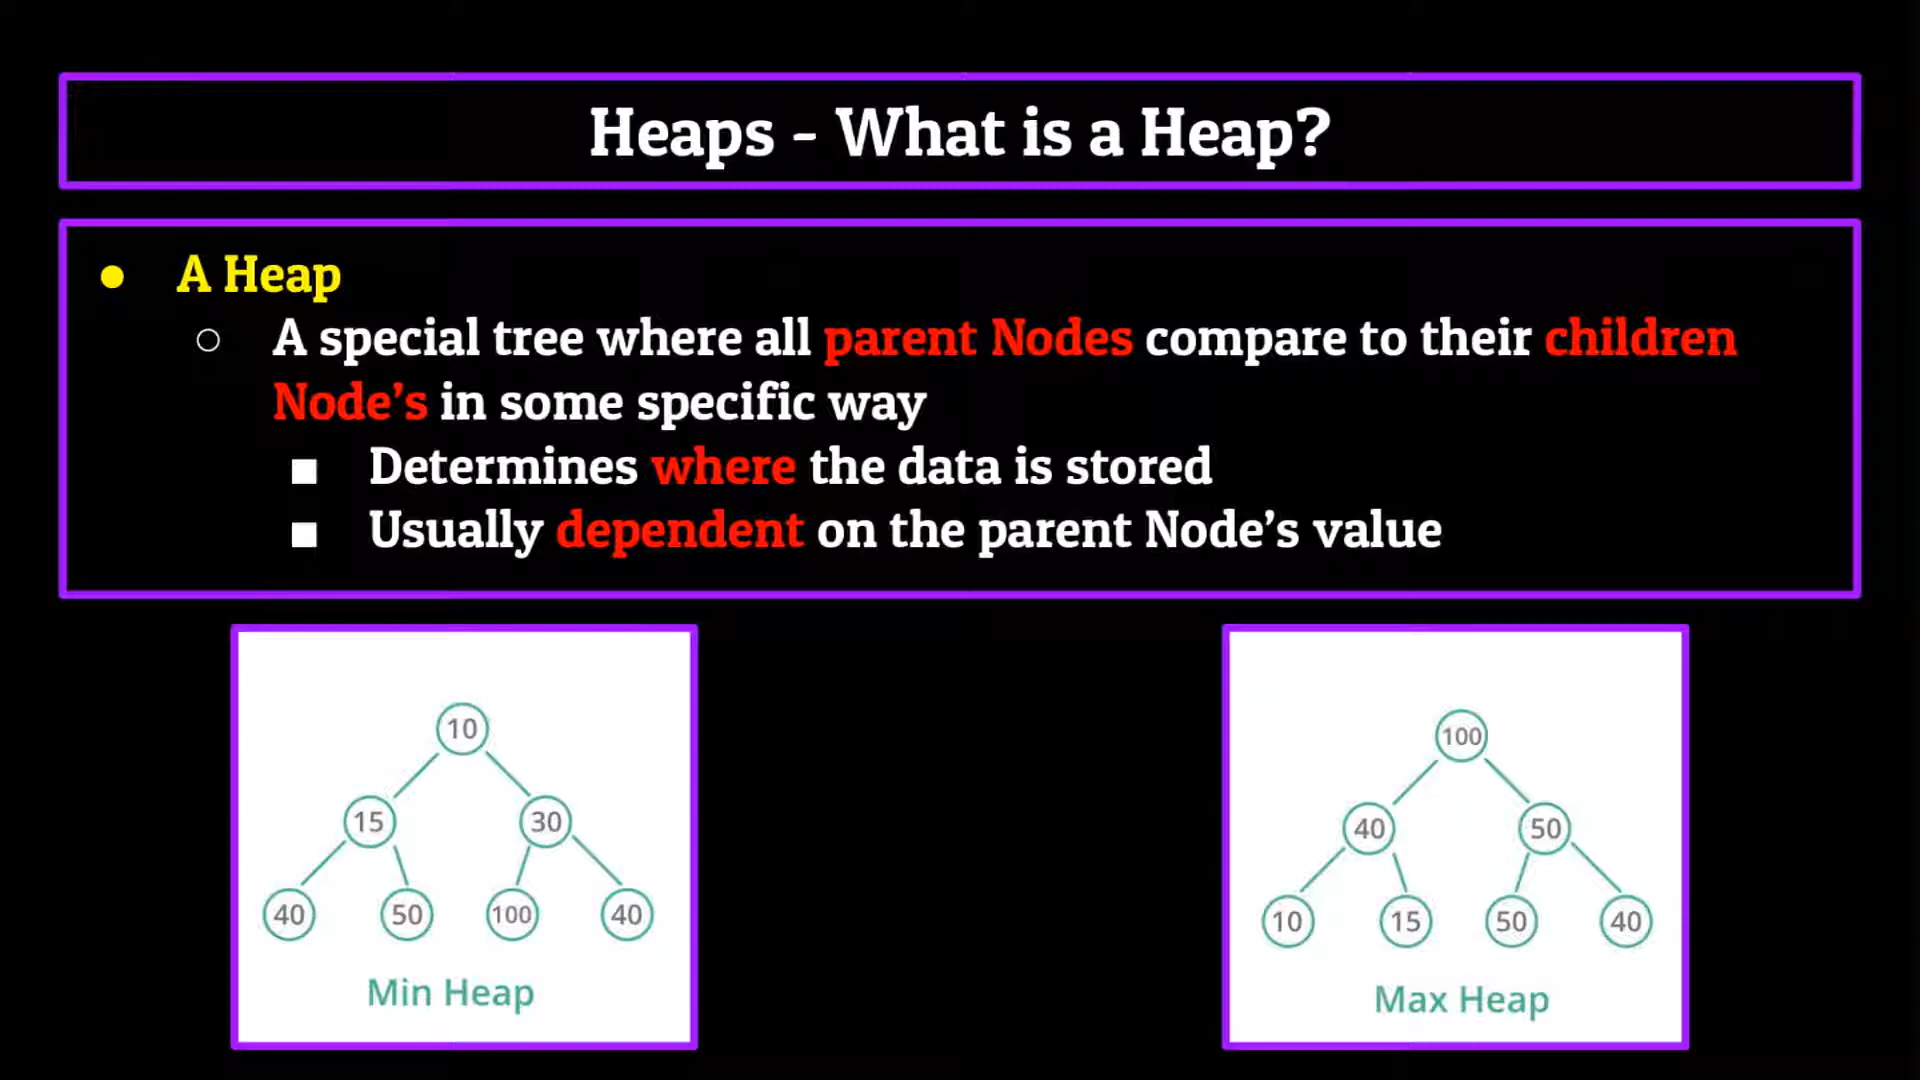 Heaps - What is a Heap?
● A Heap
○ A special tree where all parent Nodes compare to their children
Node’s in some specific way
■ Determines where the data is stored
■ Usually dependent on the parent Node’s value
10
15 30
40 50 100 40
Min Heap
100
40 50
10 15 50 40
Max Heap